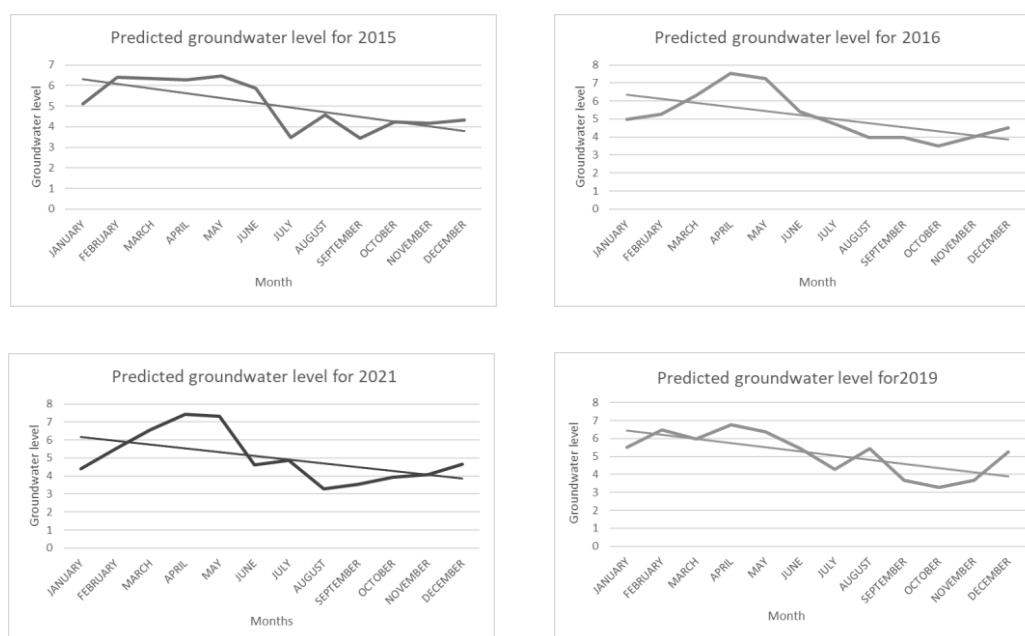 Predicted groundwater level for 2015
Groundwater level
7
6
5
4
3
2
1
0
JANUARY
FEBRUARY
MARCH
APRIL
MAY
JUNE
JULY
AUGUST
SEPTEMBER
OCTOBER
NOVEMBER
DECEMBER
Month
Predicted groundwater level for 2016
Groundwater level
8
7
6
5
4
3
2
1
0
JANUARY
FEBRUARY
MARCH
APRIL
MAY
JUNE
JULY
AUGUST
SEPTEMBER
OCTOBER
NOVEMBER
DECEMBER
Month
Predicted groundwater level for 2021
Groundwater level
8
7
6
5
4
3
2
1
0
JANUARY
FEBRUARY
MARCH
APRIL
MAY
JUNE
JULY
AUGUST
SEPTEMBER
OCTOBER
NOVEMBER
DECEMBER
Months
Predicted groundwater level for2019
Groundwater level
8
7
6
5
4
3
2
1
0
JANUARY
FEBRUARY
MARCH
APRIL
MAY
JUNE
JULY
AUGUST
SEPTEMBER
OCTOBER
NOVEMBER
DECEMBER
Month